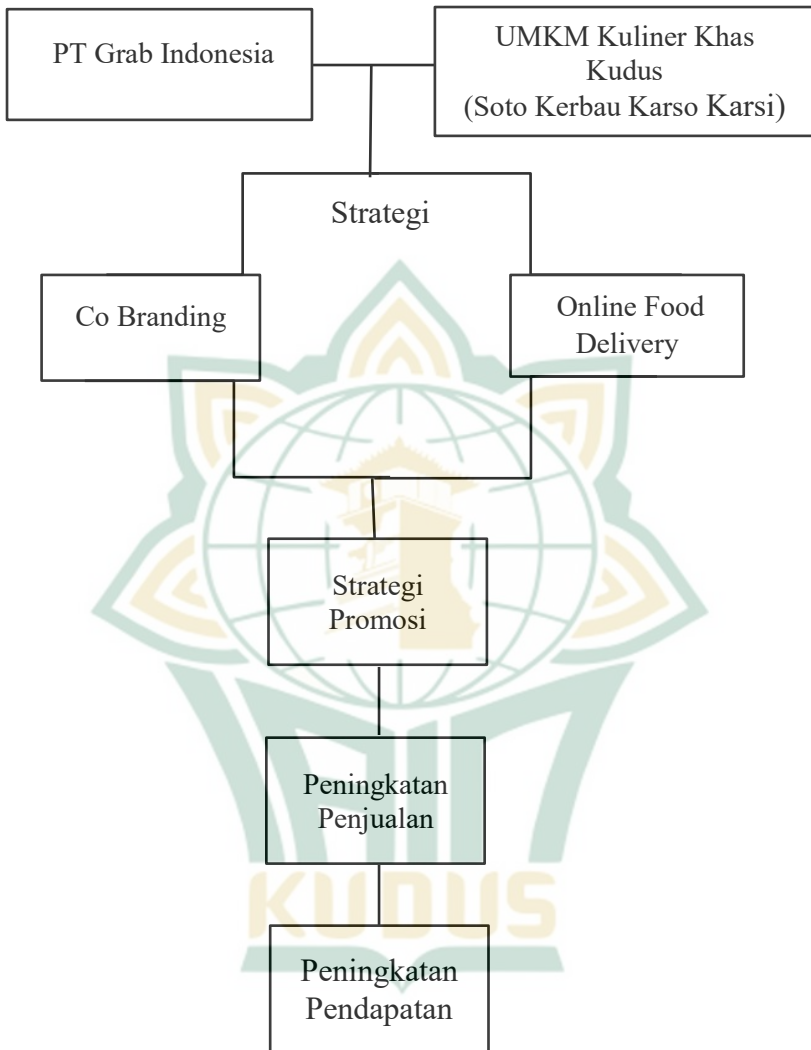 PT Grab Indonesia
UMKM Kuliner Khas
Kudus
(Soto Kerbau Karso Karsi)
Strategi
Co Branding
Online Food
Delivery
Strategi
Promosi
Peningkatan
Penjualan
IAIN
KUDUS
Peningkatan
Pendapatan